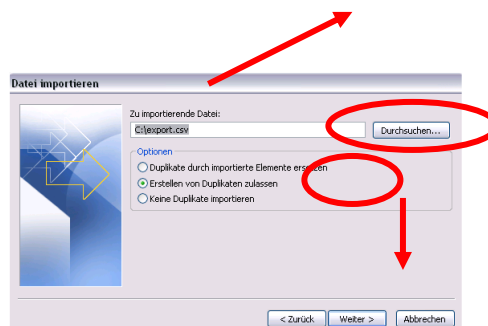 Datei importieren
Zu importierende Datei:
C:\export.csv
Durchsuchen...
Optionen
Duplikate durch importierte Elemente ersetzen
Erstellen von Duplikaten zulassen
Keine Duplikate importieren
< Zurück Weiter > Abbrechen